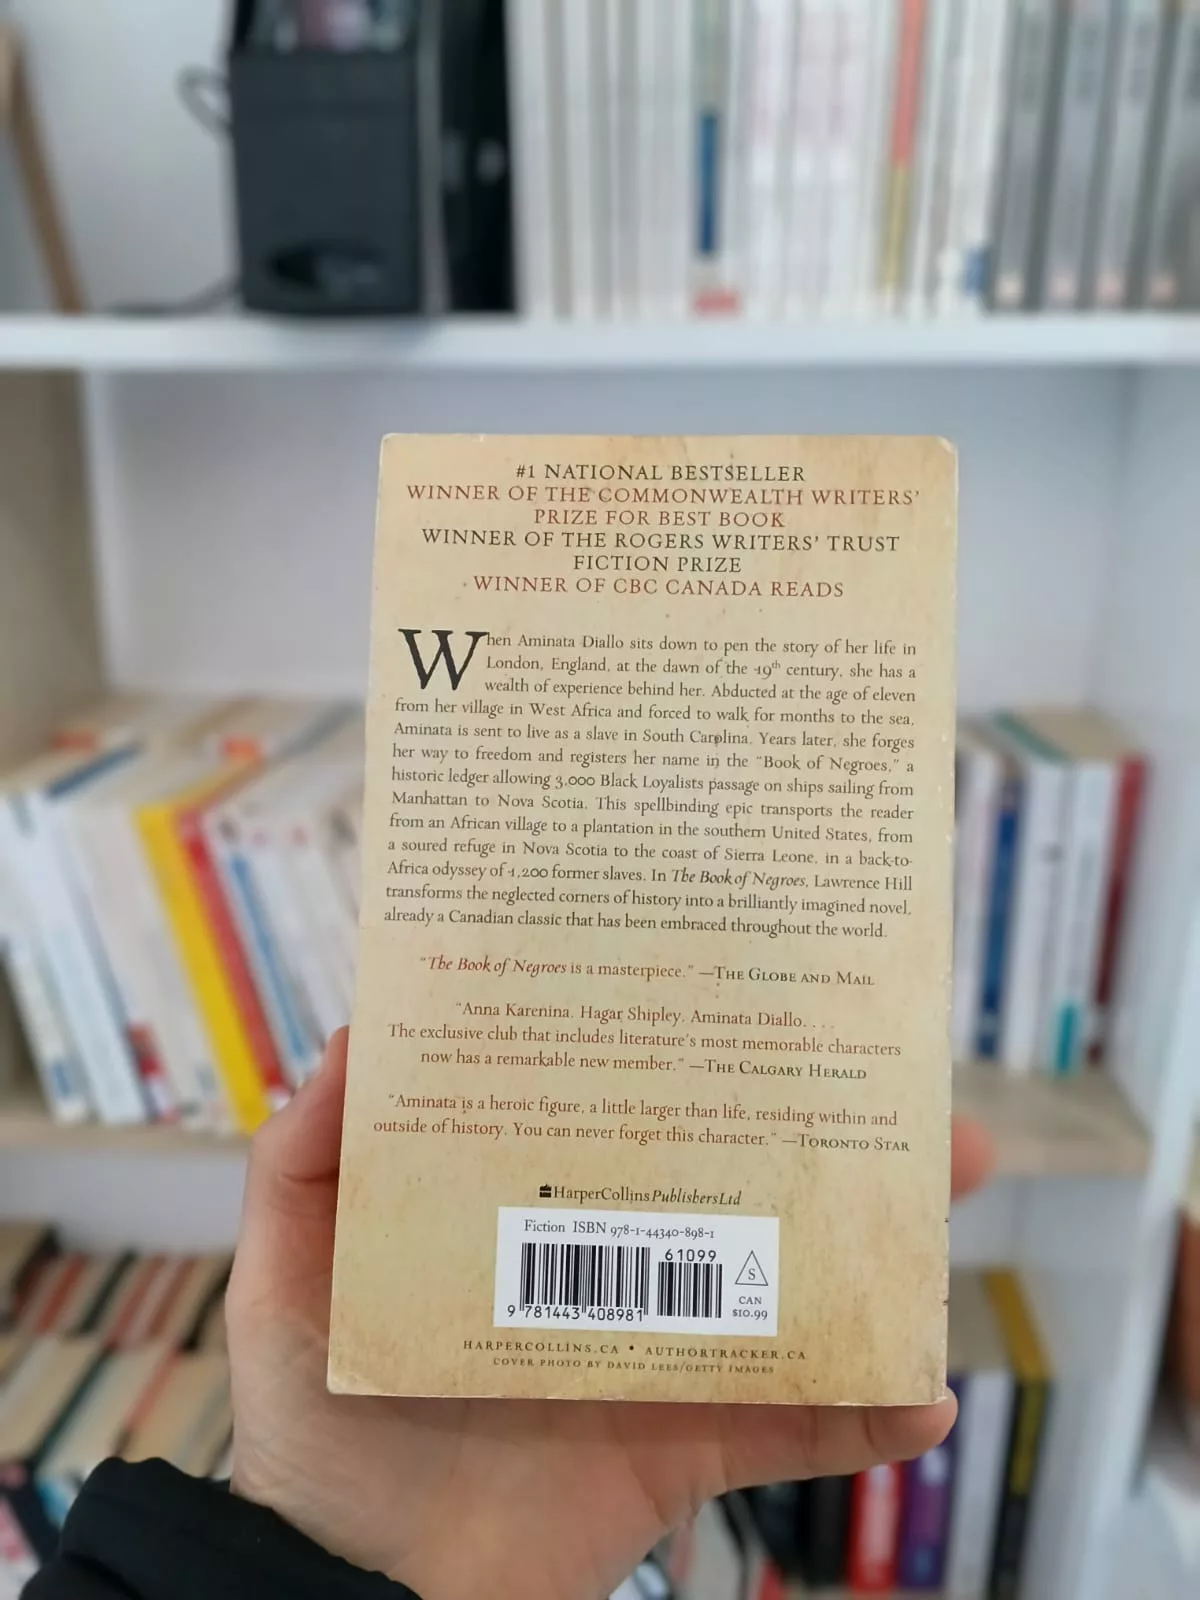 #1 NATIONAL BESTSELLER
WINNER OF THE COMMONWEALTH WRITERS'
PRIZE FOR BEST BOOK
WINNER OF THE ROGERS WRITERS' TRUST
FICTION PRIZE
WINNER OF CBC CANADA READS
When Aminata Diallo sits down to pen the story of her life in
London, England, at the dawn of the 19th century, she has a
wealth of experience behind her. Abducted at the age of eleven
from her village in West Africa and forced to walk for months to the sea,
Aminata is sent to live as a slave in South Carolina. Years later, she forges
her way to freedom and registers her name in the “Book of Negroes,” a
historic ledger allowing 3,000 Black Loyalists passage on ships sailing from
Manhattan to Nova Scotia. This spellbinding epic transports the reader
from an African village to a plantation in the southern United States, from
a soured refuge in Nova Scotia to the coast of Sierra Leone, in a back-to-
Africa odyssey of 1,200 former slaves. In The Book of Negroes, Lawrence Hill
transforms the neglected corners of history into a brilliantly imagined novel,
already a Canadian classic that has been embraced throughout the world.
“The Book of Negroes is a masterpiece.” —THE GLOBE AND MAIL
“Anna Karenina, Hagar Shipley, Aminata Diallo. . . .
The exclusive club that includes literature's most memorable characters
now has a remarkable new member.” —THE CALGARY HERALD
“Aminata is a heroic figure, a little larger than life, residing within and
outside of history. You can never forget this character.” —TORONTO STAR
HarperCollinsPublishersLtd
Fiction ISBN 978-1-44340-898-1
61099
S
CAN
$10.99
9 781443 408981
HARPERCOLLINS.CA • AUTHORTRACKER.CA
COVER PHOTO BY DAVID LEES/GETTY IMAGES